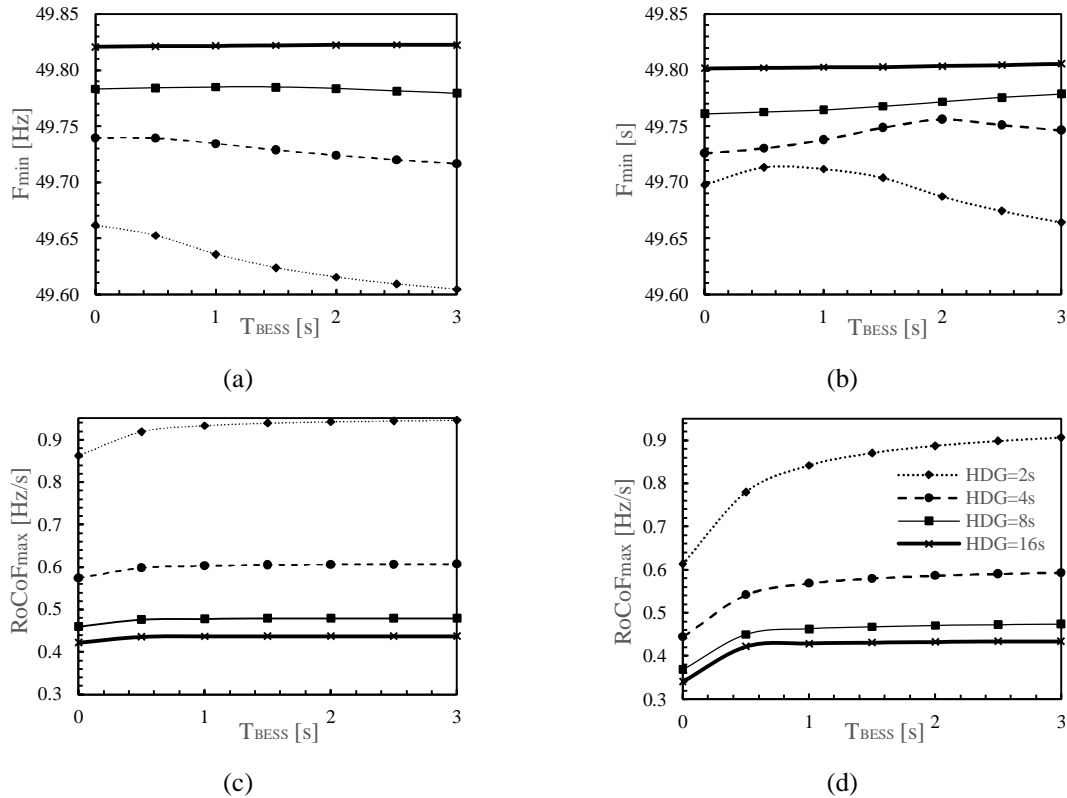 49.85
49.80
49.75
49.70
49.65
49.60
Fmin [Hz]
0 1 2 3
TBESS [s]
(a)
49.85
49.80
49.75
49.70
49.65
49.60
Fmin [s]
0 1 2 3
TBESS [s]
(b)
0.9
0.8
0.7
0.6
0.5
0.4
0.3
RoCoFmax [Hz/s]
0 1 2 3
TBESS [s]
(c)
0.9
0.8
0.7
0.6
0.5
0.4
0.3
RoCoFmax [Hz/s]
HDG=2s
HDG=4s
HDG=8s
HDG=16s
0 1 2 3
TBESS [s]
(d)